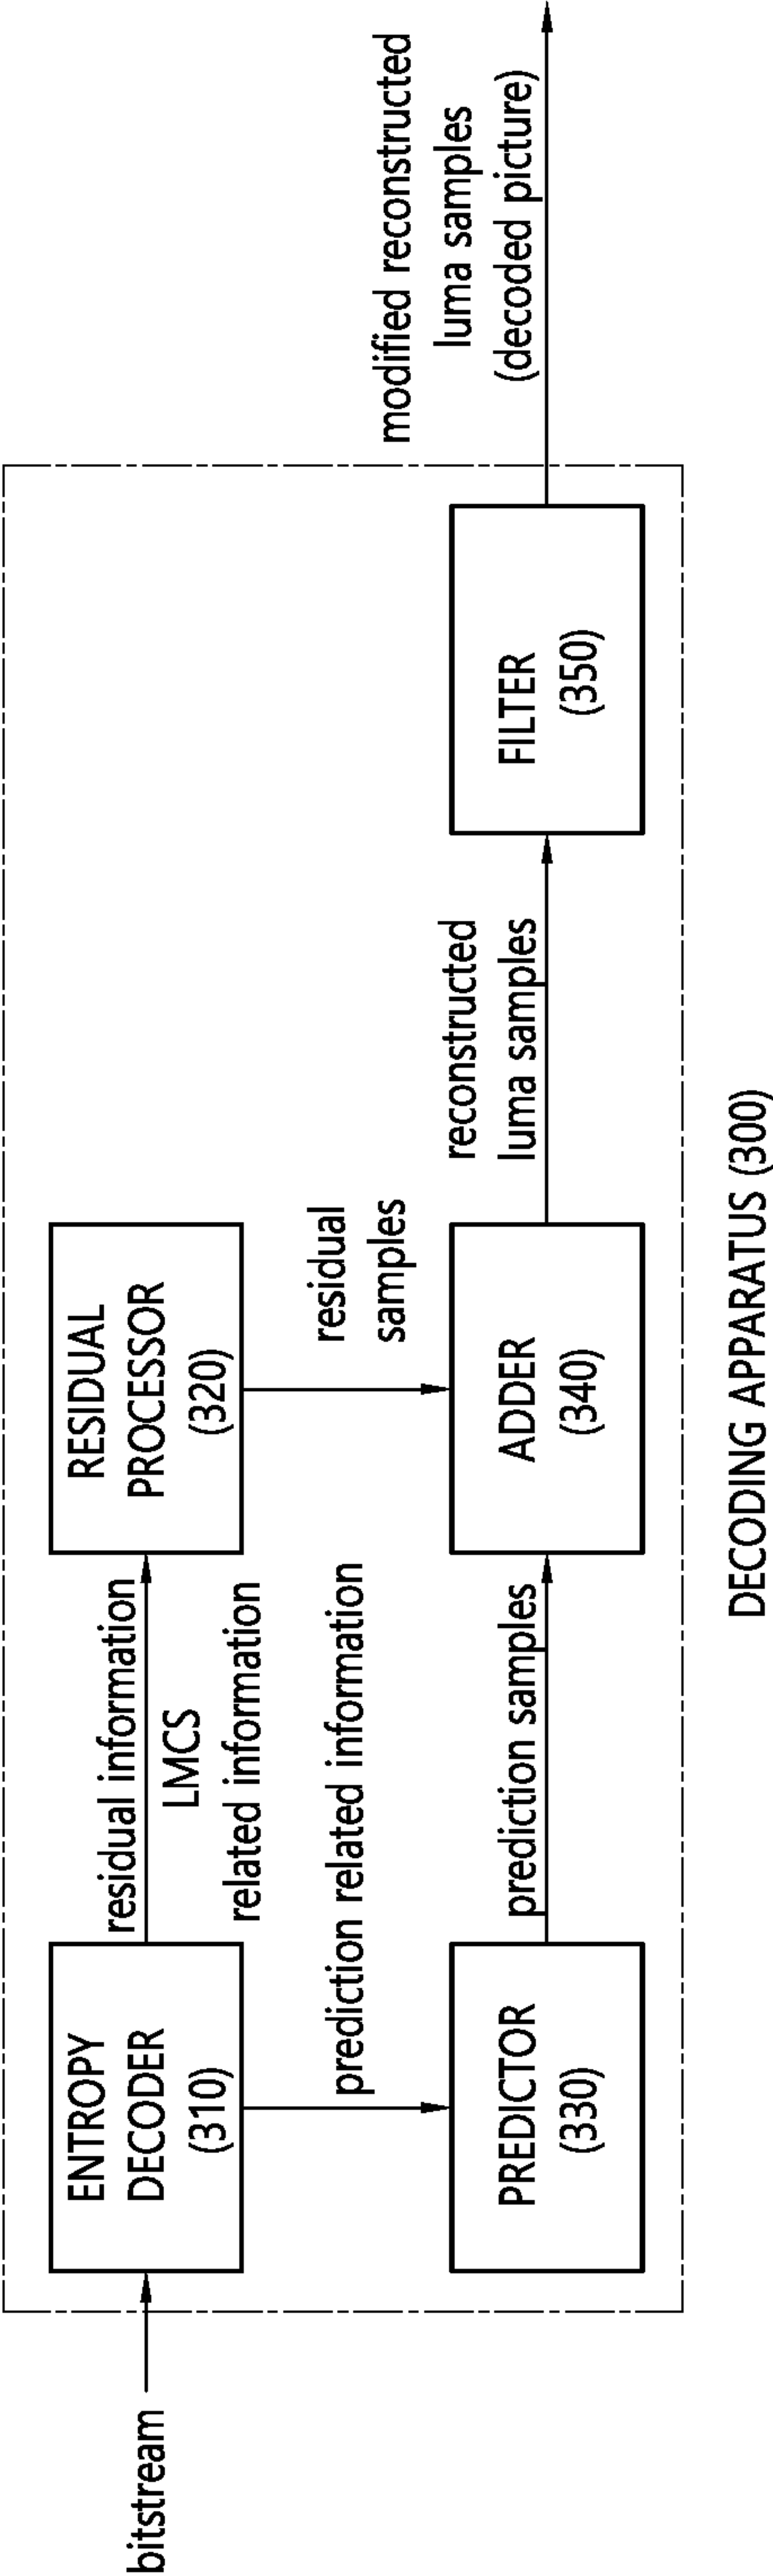 bitstream
ENTROPY
DECODER
(310)
residual information
LMCS
related information
RESIDUAL
PROCESSOR
(320)
prediction related information
residual
samples
PREDICTOR
(330)
prediction samples
ADDER
(340)
reconstructed
luma samples
FILTER
(350)
modified reconstructed
luma samples
(decoded picture)
DECODING APPARATUS (300)